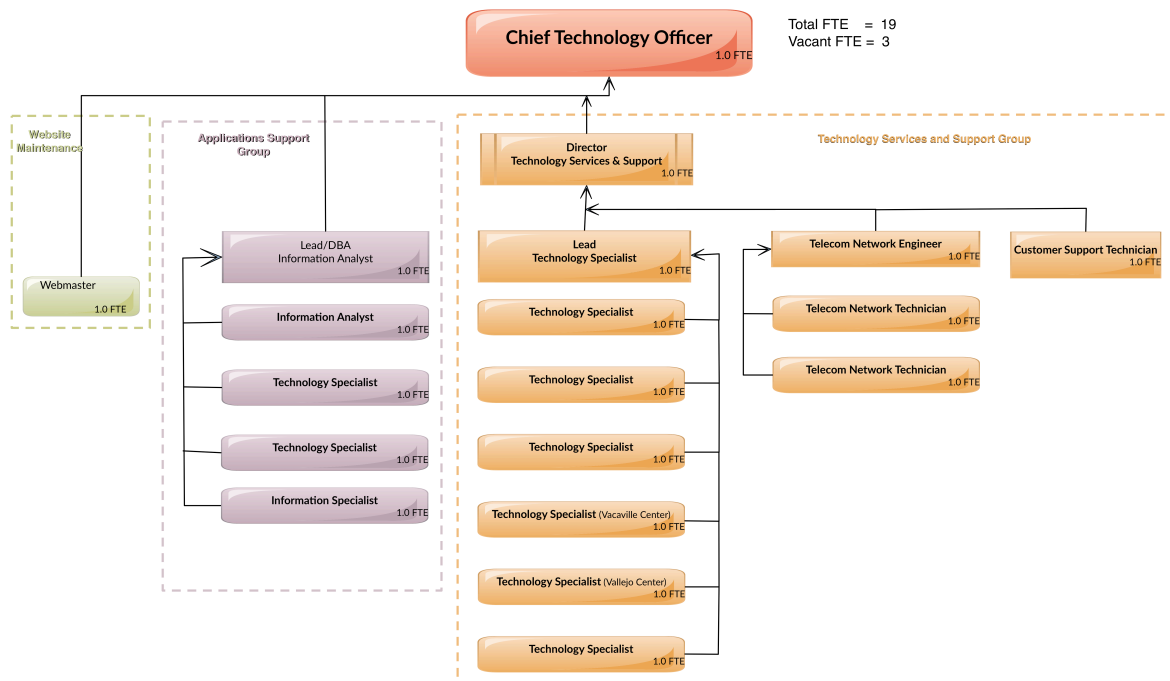 Chief Technology Officer
1.0 FTE
Total FTE = 19
Vacant FTE = 3
Website
Maintenance
Webmaster
1.0 FTE
Applications Support
Group
Lead/DBA
Information Analyst
1.0 FTE
Information Analyst
1.0 FTE
Technology Specialist
1.0 FTE
Technology Specialist
1.0 FTE
Information Specialist
1.0 FTE
Technology Services and Support Group
Director
Technology Services & Support
1.0 FTE
Lead
Technology Specialist
1.0 FTE
Technology Specialist
1.0 FTE
Technology Specialist
1.0 FTE
Technology Specialist
1.0 FTE
Technology Specialist (Vacaville Center)
1.0 FTE
Technology Specialist (Vallejo Center)
1.0 FTE
Technology Specialist
1.0 FTE
Telecom Network Engineer
1.0 FTE
Telecom Network Technician
1.0 FTE
Telecom Network Technician
1.0 FTE
Customer Support Technician
1.0 FTE